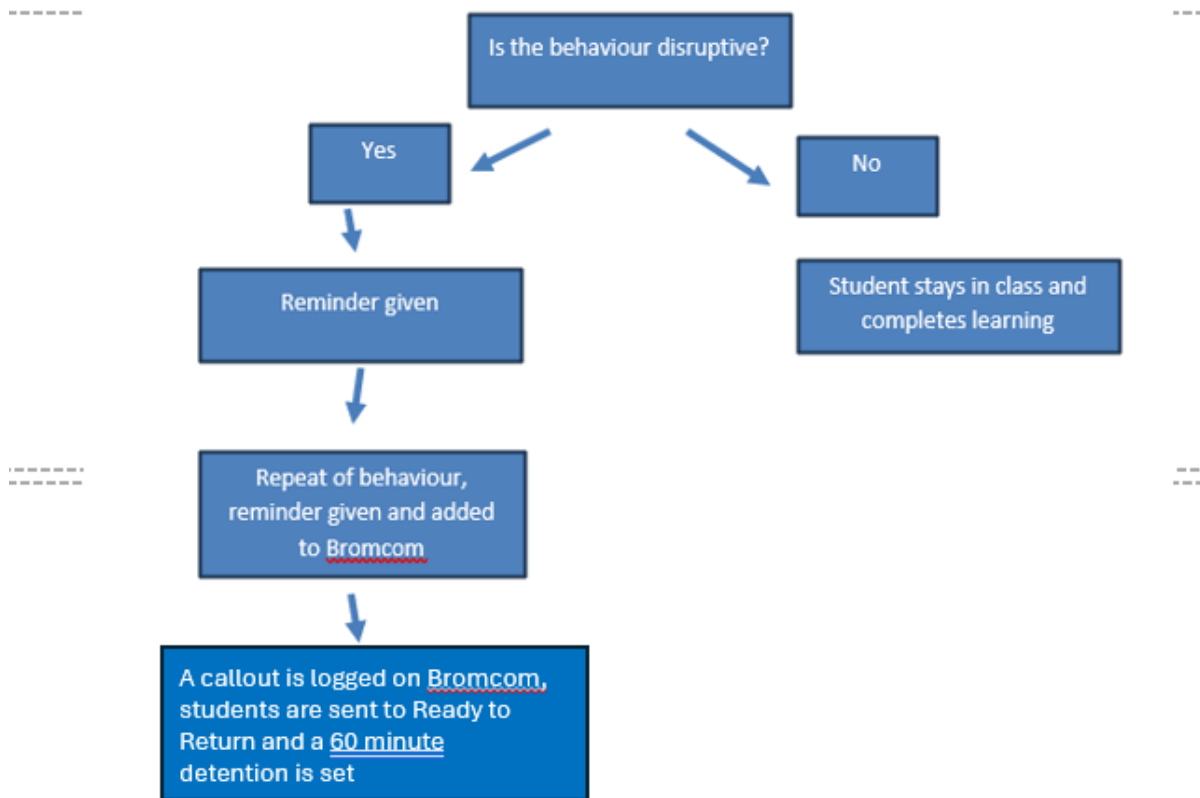 Is the behaviour disruptive?
Yes
No
Reminder given
Student stays in class and
completes learning
Repeat of behaviour,
reminder given and added
to Bromcom
A callout is logged on Bromcom,
students are sent to Ready to
Return and a 60 minute
detention is set